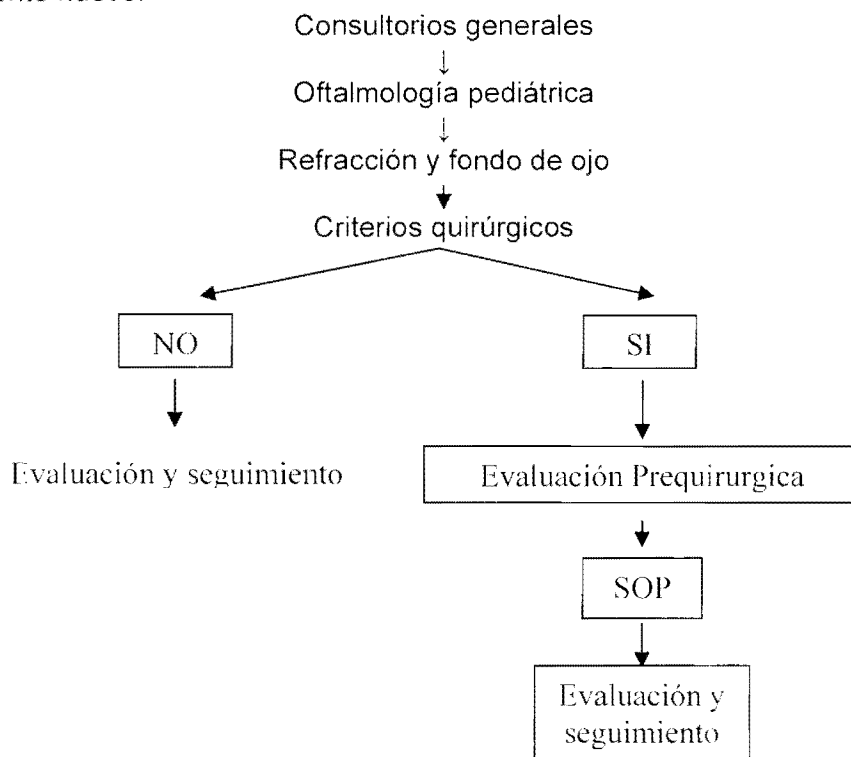 Consultorios generales
↓
Oftalmología pediátrica
↓
Refracción y fondo de ojo
Criterios quirúrgicos
NO
SI
Evaluación y seguimiento
Evaluación Prequirurgica
SOP
Evaluación y
seguimiento